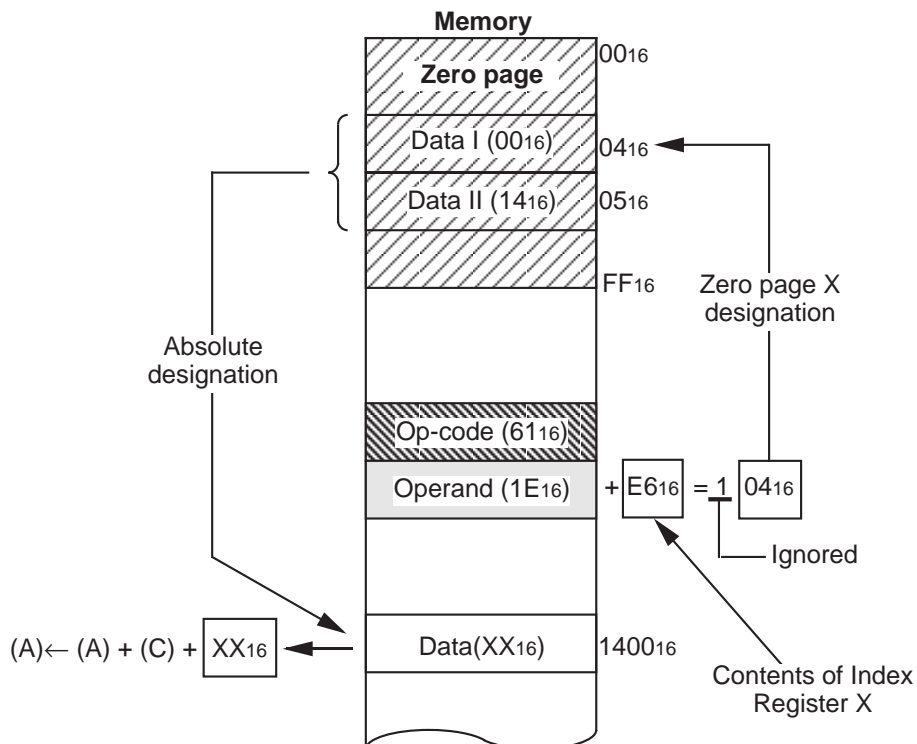 Memory
Zero page
0016
Data I (0016)
0416
Data II (1416)
0516
FF16
Zero page X
designation
Absolute
designation
Op-code (6116)
Operand (1E16)
+ E616 = 1 0416
Ignored
(A)← (A) + (C) + XX16
Data(XX16)
140016
Contents of Index
Register X